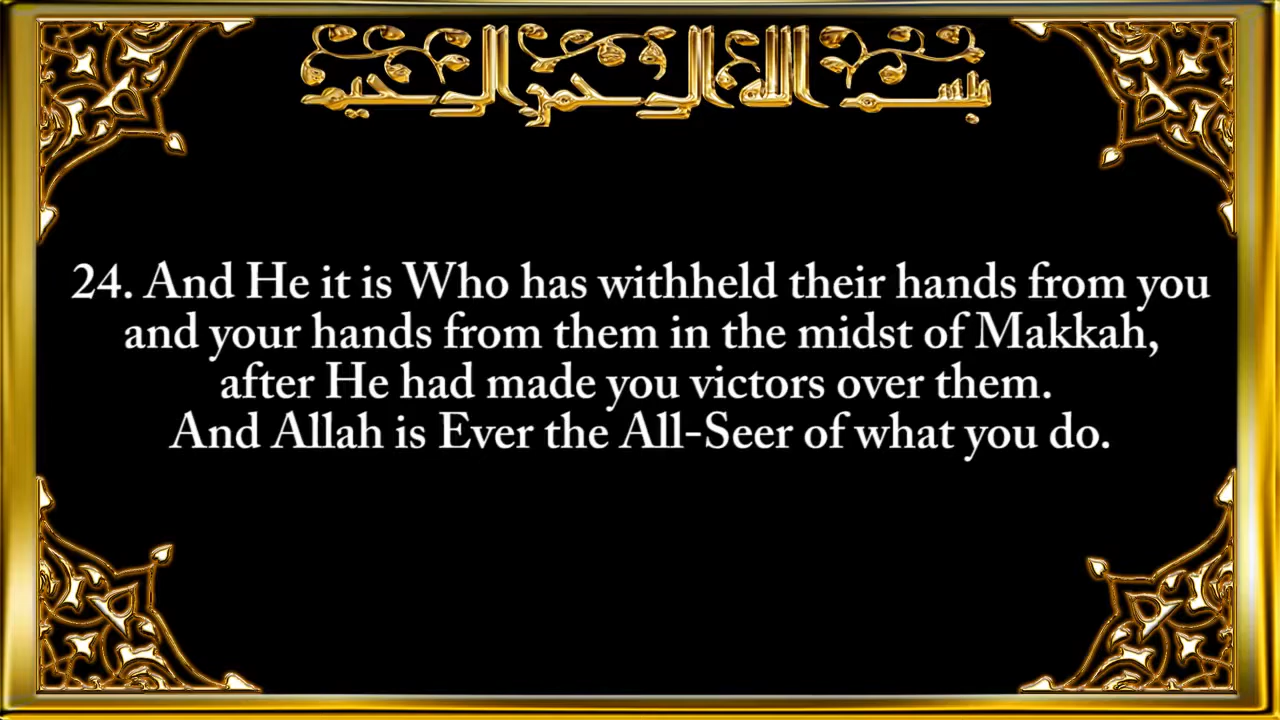 بسم الله الرحمن الرحيم
24. And He it is Who has withheld their hands from you
and your hands from them in the midst of Makkah,
after He had made you victors over them.
And Allah is Ever the All-Seer of what you do.